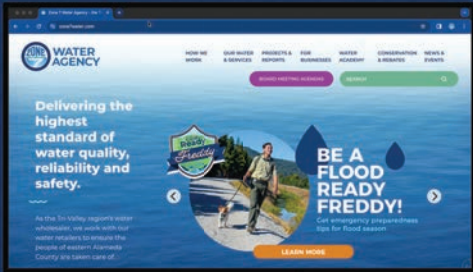 Zone 7 Water Agency - the T
zone7water.com
ZONE
7
WATER
AGENCY
HOW WE
WORK
OUR WATER
& SERVICES
PROJECTS &
REPORTS
FOR
BUSINESSES
WATER
ACADEMY
CONSERVATION
& REBATES
NEWS &
EVENTS
BOARD MEETING AGENDAS
SEARCH
Delivering the
highest
standard of
water quality,
reliability and
safety.
As the Tri-Valley region's water
wholesaler, we work with our
water retailers to ensure the
people of eastern Alameda
County are taken care of.
Ready
Freddy
BE A
FLOOD
READY
FREDDY!
Get emergency preparedness
tips for flood season
LEARN MORE